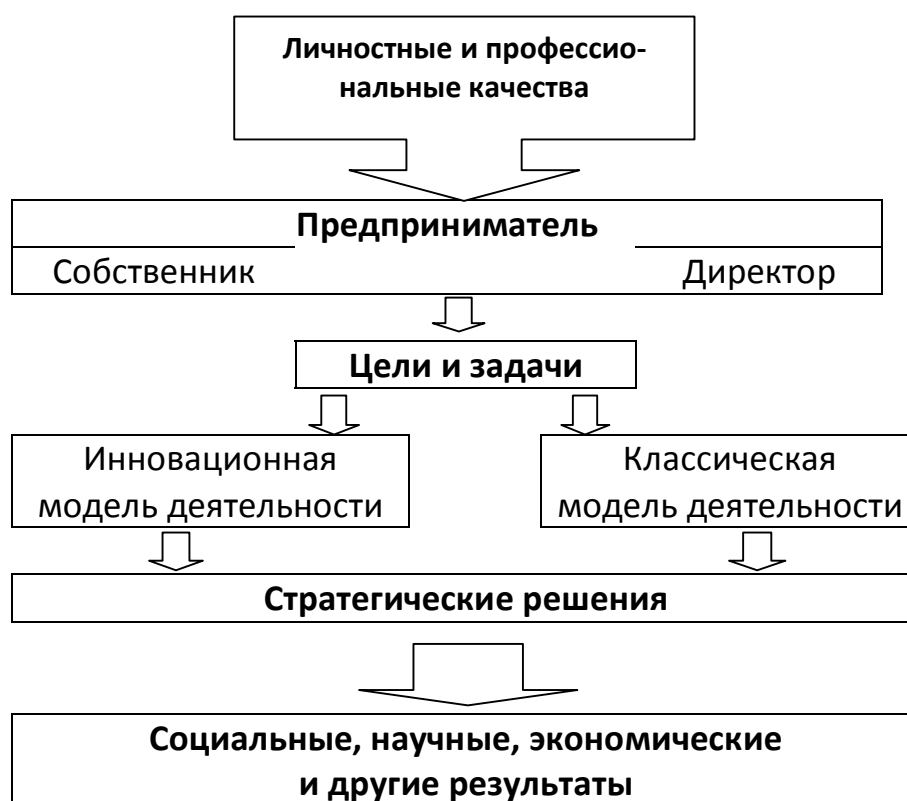 Личностные и профессио-
нальные качества
Предприниматель
Собственник Директор
Цели и задачи
Инновационная Классическая
модель деятельности модель деятельности
Стратегические решения
Социальные, научные, экономические
и другие результаты